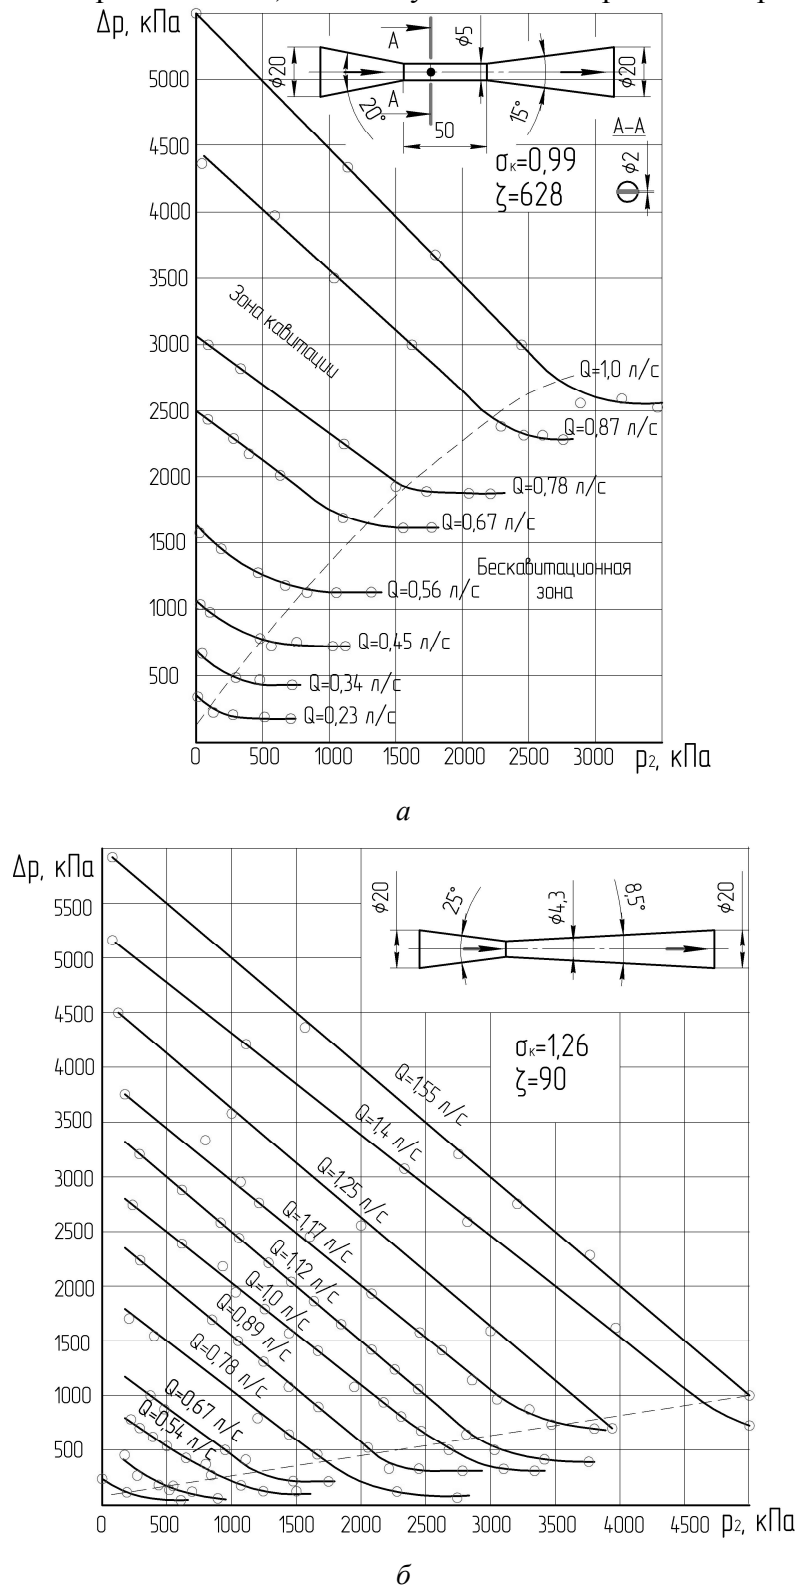 Δp, кПа
5000
4500
4000
3500
3000
2500
2000
1500
1000
500
0 500 1000 1500 2000 2500 3000 p₂, кПа
A
A
ϕ20
20°
50
ϕ5
15°
ϕ20
A–A
ϕ2
σк=0,99
ζ=628
Зона кавитации
Q=1,0 л/с
Q=0,87 л/с
Q=0,78 л/с
Q=0,67 л/с
Бескавитационная
зона
Q=0,56 л/с
Q=0,45 л/с
Q=0,34 л/с
Q=0,23 л/с
а
Δp, кПа
5500
5000
4500
4000
3500
3000
2500
2000
1500
1000
500
0 500 1000 1500 2000 2500 3000 3500 4000 4500 p₂, кПа
ϕ20
25°
ϕ4,3
8,5°
ϕ20
σк=1,26
ζ=90
Q=1,55 л/с
Q=1,4 л/с
Q=1,25 л/с
Q=1,17 л/с
Q=1,12 л/с
Q=1,0 л/с
Q=0,89 л/с
Q=0,78 л/с
Q=0,67 л/с
Q=0,54 л/с
б